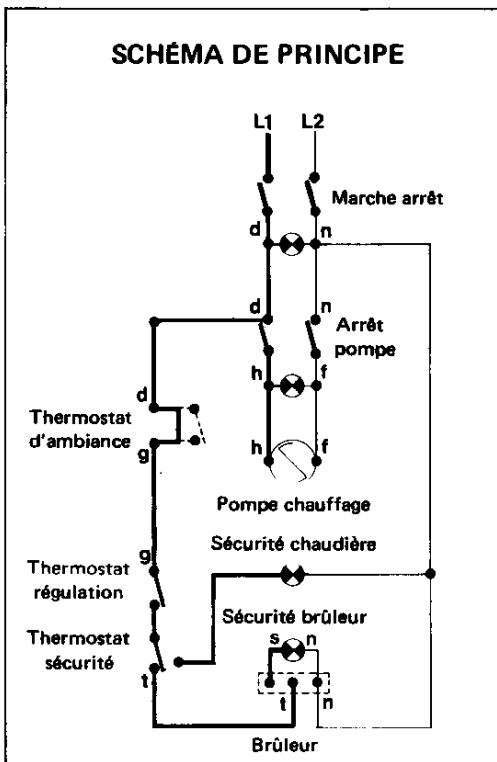 SCHÉMA DE PRINCIPE
L1 L2
Marche arrêt
d n
d n
Arrêt
pompe
h f
d
Thermostat
d'ambiance
g
h f
Pompe chauffage
Sécurité chaudière
g
Thermostat
régulation
Sécurité brûleur
Thermostat
sécurité
s n
t
t n
Brûleur